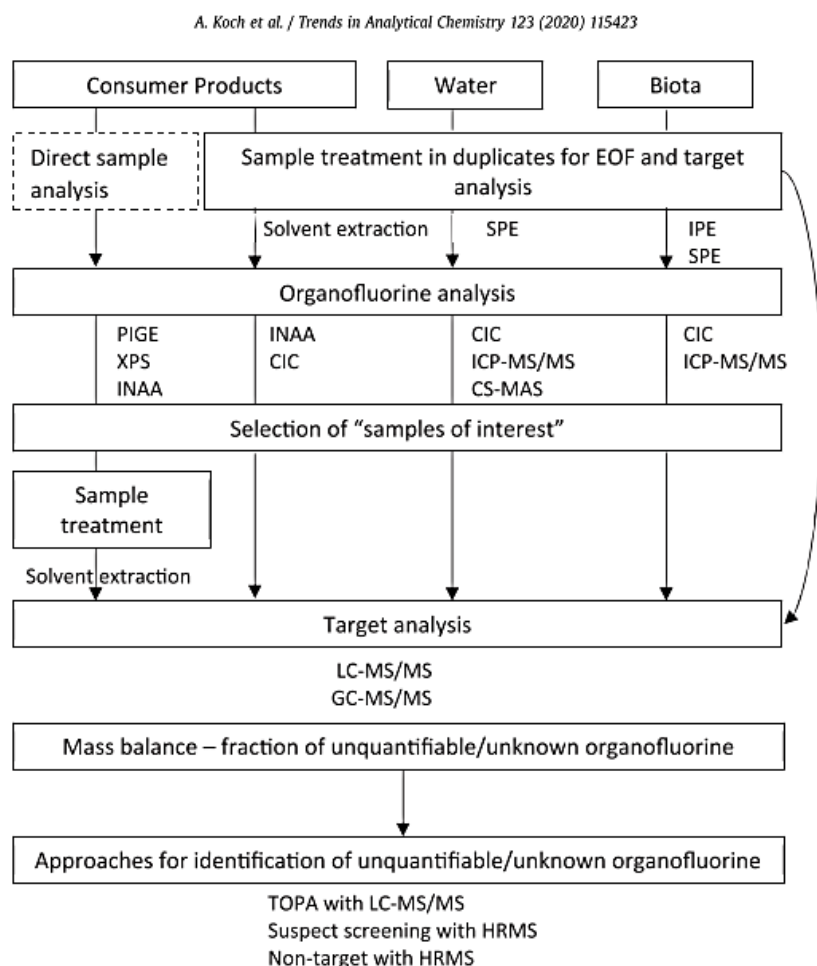 A. Koch et al. / Trends in Analytical Chemistry 123 (2020) 115423
Consumer Products
Water
Biota
Direct sample
analysis
Sample treatment in duplicates for EOF and target
analysis
Solvent extraction
SPE
IPE
SPE
Organofluorine analysis
PIGE
XPS
INAA
INAA
CIC
CIC
ICP-MS/MS
CS-MAS
CIC
ICP-MS/MS
Selection of “samples of interest”
Sample
treatment
Solvent extraction
Target analysis
LC-MS/MS
GC-MS/MS
Mass balance – fraction of unquantifiable/unknown organofluorine
Approaches for identification of unquantifiable/unknown organofluorine
TOPA with LC-MS/MS
Suspect screening with HRMS
Non-target with HRMS